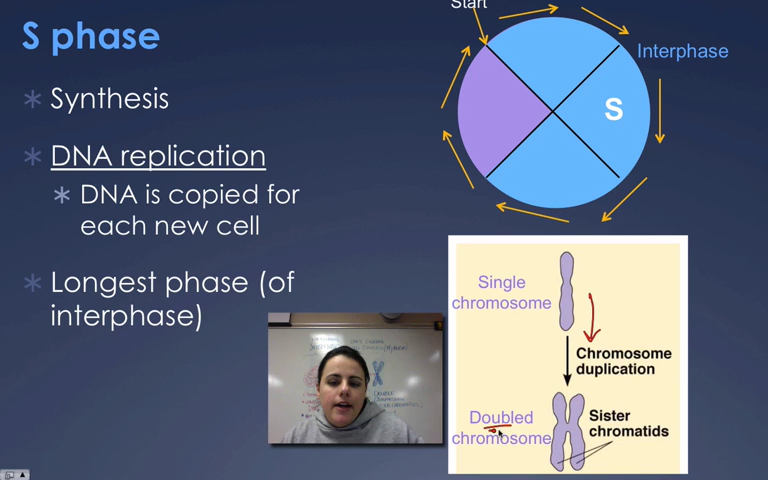 S phase
Synthesis
DNA replication
DNA is copied for
each new cell
Longest phase (of
interphase)
Start
Interphase
S
Single
chromosome
Chromosome
duplication
Doubled
chromosome
Sister
chromatids